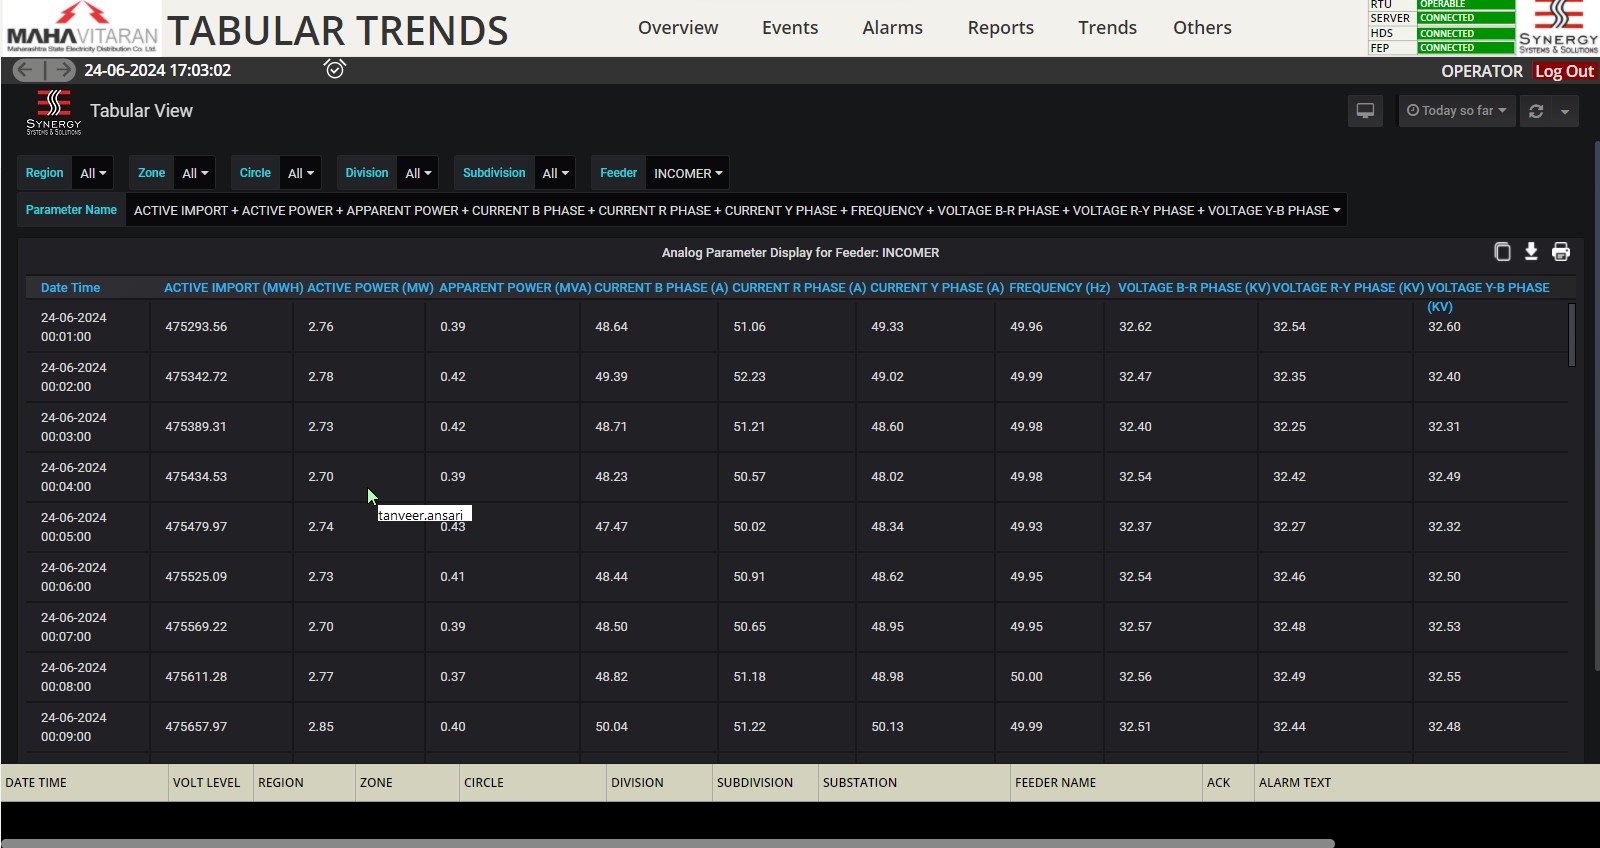 MAHAVITARAN
Maharashtra State Electricity Distribution Co. Ltd.
TABULAR TRENDS
Overview Events Alarms Reports Trends Others
RTU OPERABLE
SERVER CONNECTED
HDS CONNECTED
FEP CONNECTED
SYNERGY
SYSTEMS & SOLUTIONS
24-06-2024 17:03:02
OPERATOR Log Out
SYNERGY
SYSTEMS & SOLUTIONS
Tabular View
Today so far
Region All Zone All Circle All Division All Subdivision All Feeder INCOMER
Parameter Name ACTIVE IMPORT + ACTIVE POWER + APPARENT POWER + CURRENT B PHASE + CURRENT R PHASE + CURRENT Y PHASE + FREQUENCY + VOLTAGE B-R PHASE + VOLTAGE R-Y PHASE + VOLTAGE Y-B PHASE
Analog Parameter Display for Feeder: INCOMER
Date Time ACTIVE IMPORT (MWH) ACTIVE POWER (MW) APPARENT POWER (MVA) CURRENT B PHASE (A) CURRENT R PHASE (A) CURRENT Y PHASE (A) FREQUENCY (Hz) VOLTAGE B-R PHASE (KV) VOLTAGE R-Y PHASE (KV) VOLTAGE Y-B PHASE
(KV)
24-06-2024
00:01:00 475293.56 2.76 0.39 48.64 51.06 49.33 49.96 32.62 32.54 32.60
24-06-2024
00:02:00 475342.72 2.78 0.42 49.39 52.23 49.02 49.99 32.47 32.35 32.40
24-06-2024
00:03:00 475389.31 2.73 0.42 48.71 51.21 48.60 49.98 32.40 32.25 32.31
24-06-2024
00:04:00 475434.53 2.70 0.39 48.23 50.57 48.02 49.98 32.54 32.42 32.49
tanveer.ansari
24-06-2024
00:05:00 475479.97 2.74 0.43 47.47 50.02 48.34 49.93 32.37 32.27 32.32
24-06-2024
00:06:00 475525.09 2.73 0.41 48.44 50.91 48.62 49.95 32.54 32.46 32.50
24-06-2024
00:07:00 475569.22 2.70 0.39 48.50 50.65 48.95 49.95 32.57 32.48 32.53
24-06-2024
00:08:00 475611.28 2.77 0.37 48.82 51.18 48.98 50.00 32.56 32.49 32.55
24-06-2024
00:09:00 475657.97 2.85 0.40 50.04 51.22 50.13 49.99 32.51 32.44 32.48
DATE TIME VOLT LEVEL REGION ZONE CIRCLE DIVISION SUBDIVISION SUBSTATION FEEDER NAME ACK ALARM TEXT